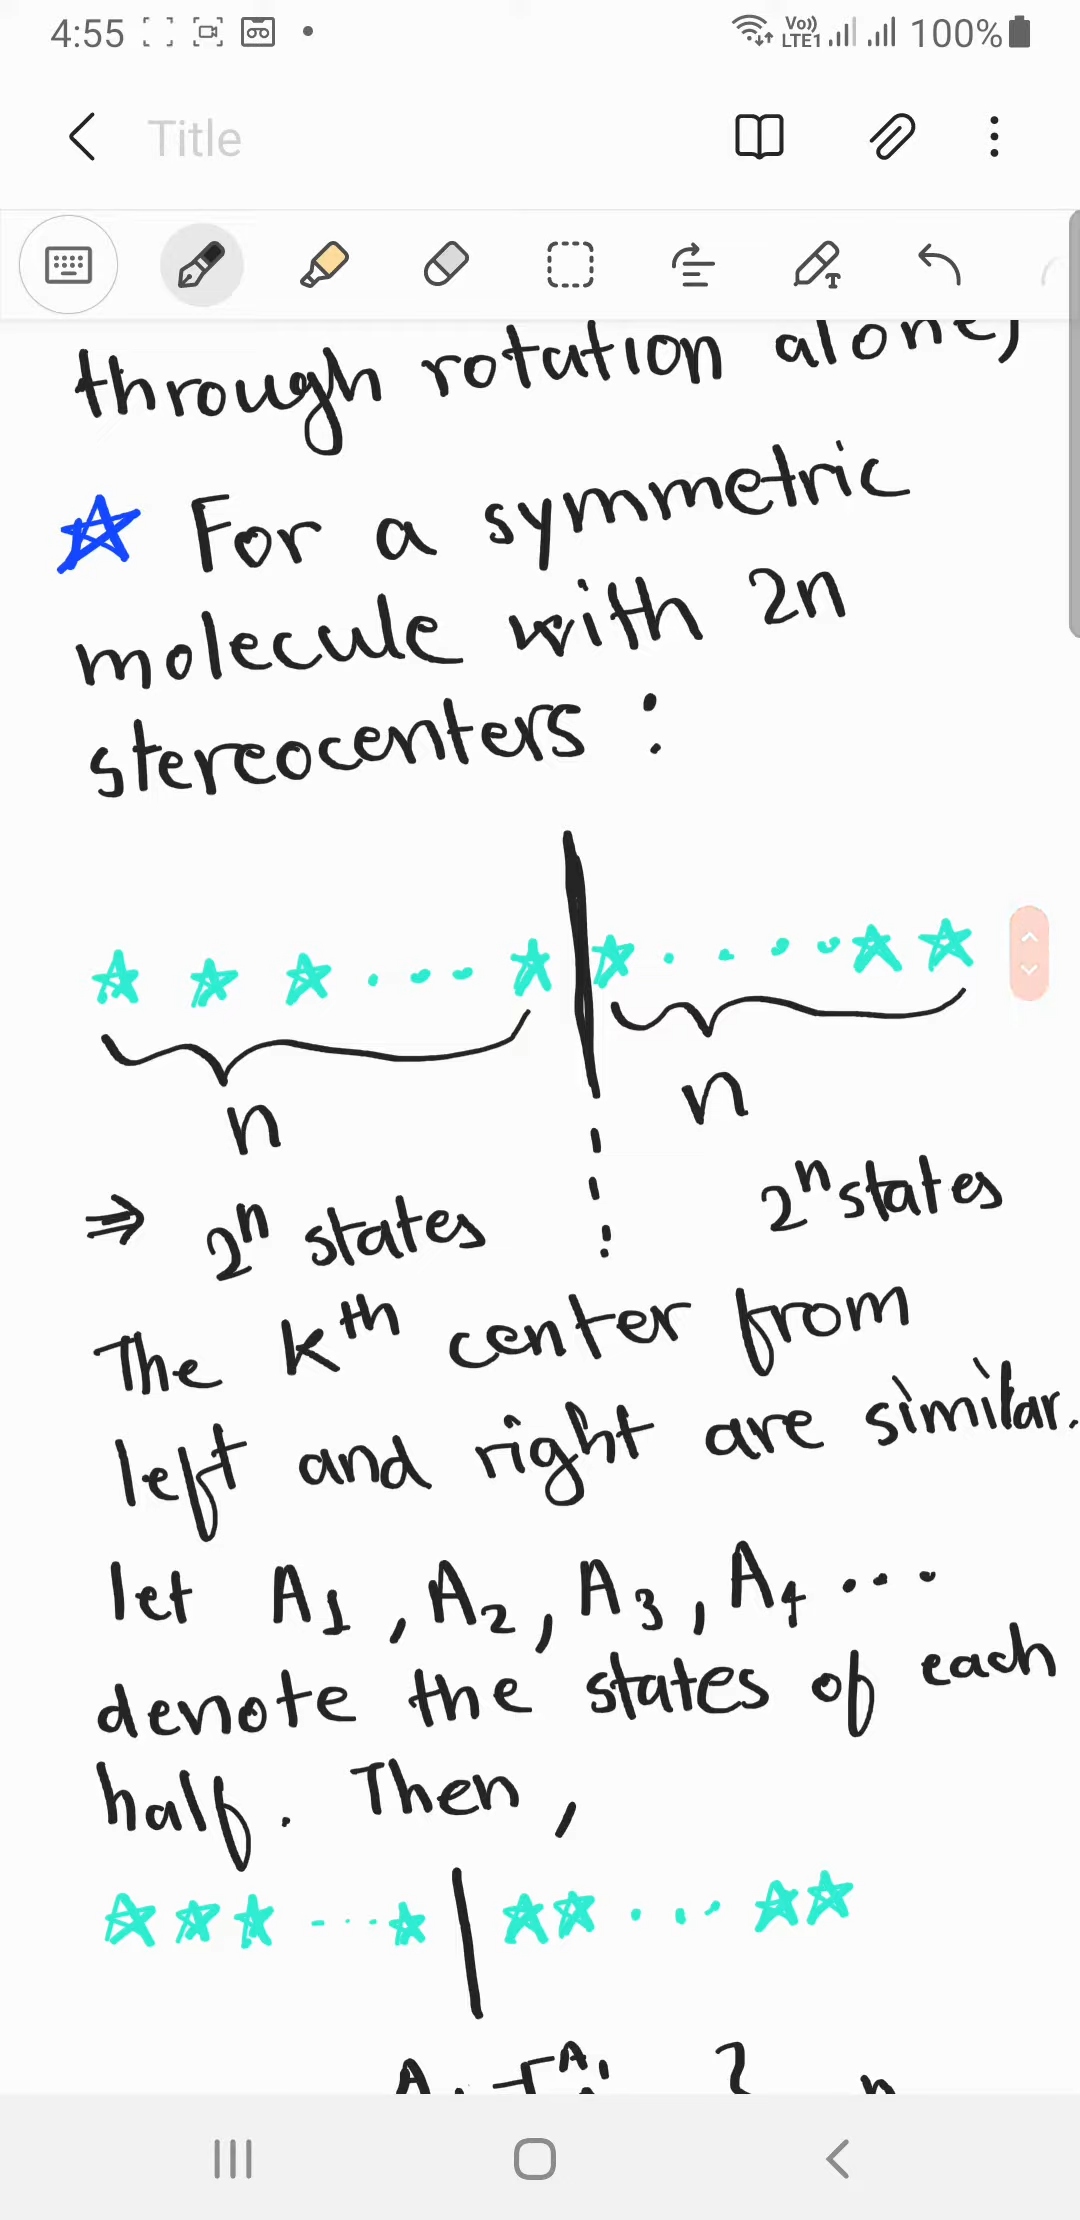 4:55 Vo)) LTE1 100%
Title
through rotation alone,
For a symmetric
molecule with 2n
stereocenters :
n n
⇒ 2ⁿ states 2ⁿ states
The kᵗʰ center from
left and right are similar.
let A₁, A₂, A₃, A₄ ...
denote the states of each
half. Then,